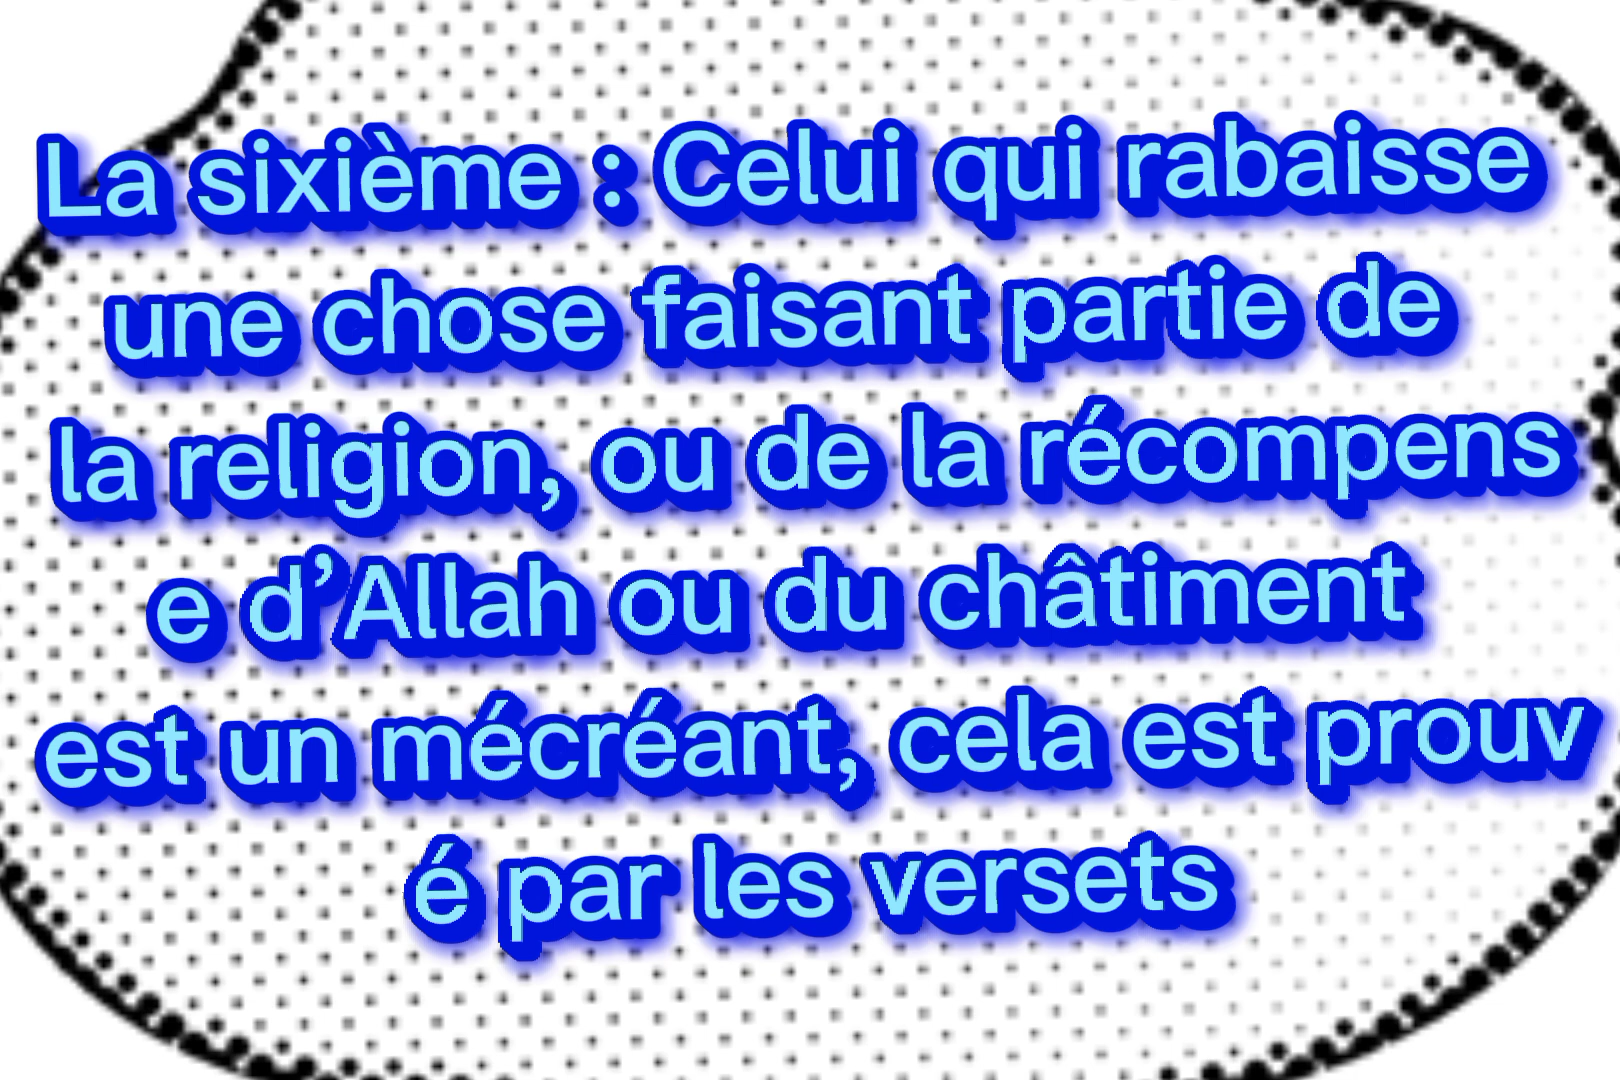 La sixième : Celui qui rabaisse
une chose faisant partie de
la religion, ou de la récompens
e d’Allah ou du châtiment
est un mécréant, cela est prouv
é par les versets